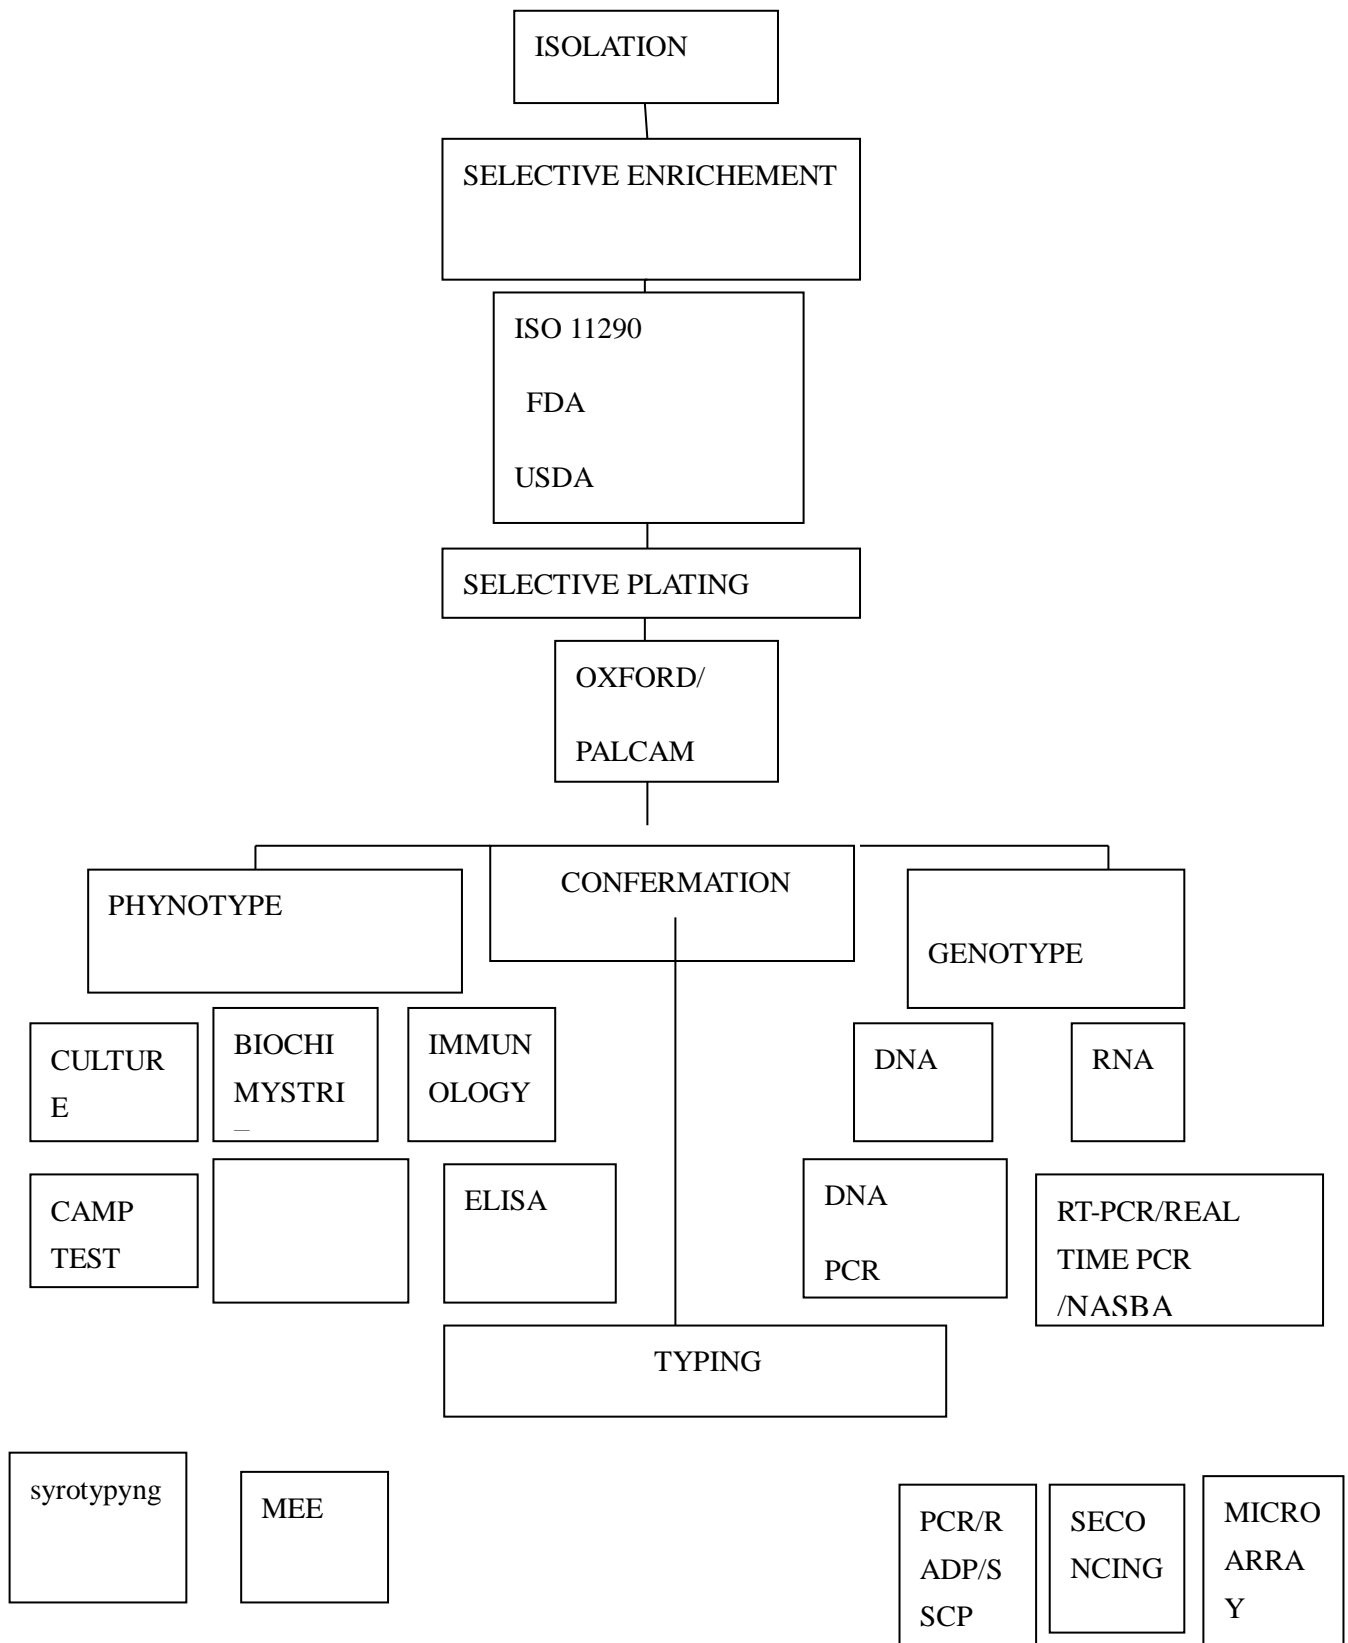 ISOLATION
SELECTIVE ENRICHEMENT
ISO 11290
FDA
USDA
SELECTIVE PLATING
OXFORD/
PALCAM
CONFERMATION
PHYNOTYPE
GENOTYPE
CULTUR
E
BIOCHI
MYSTRI
IMMUN
OLOGY
DNA
RNA
CAMP
TEST
ELISA
DNA
PCR
RT-PCR/REAL
TIME PCR
/NASBA
TYPING
syrotypyng
MEE
PCR/R
ADP/S
SCP
SECO
NCING
MICRO
ARRA
Y